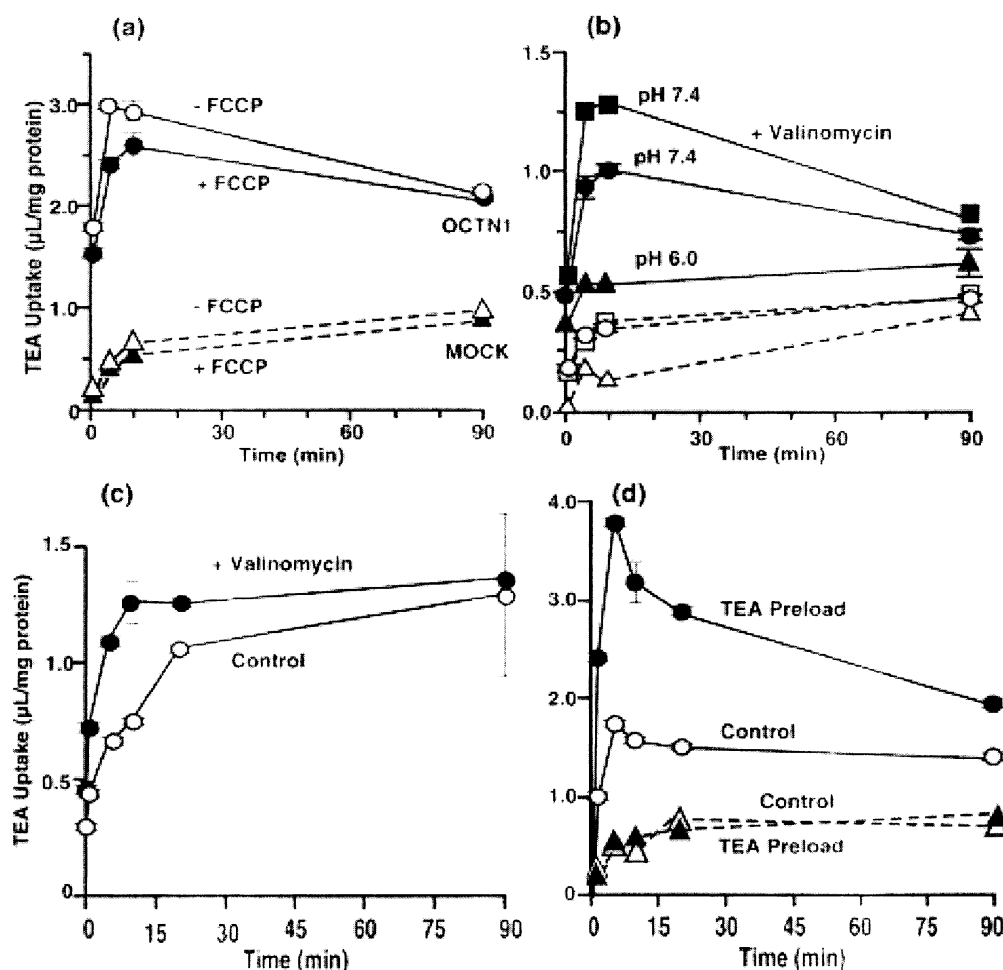 (a)
TEA Uptake (µL/mg protein)
3.0
2.0
1.0
0
- FCCP
+ FCCP
OCTN1
- FCCP
+ FCCP
MOCK
0 30 60 90
Time (min)
(b)
1.5
1.0
0.5
0.0
pH 7.4
+ Valinomycin
pH 7.4
pH 6.0
0 30 60 90
Time (min)
(c)
TEA Uptake (µL/mg protein)
1.5
1.0
0.5
0
+ Valinomycin
Control
0 15 30 45 60 75 90
Time (min)
(d)
4.0
3.0
2.0
1.0
0
TEA Preload
Control
Control
TEA Preload
0 15 30 45 60 75 90
Time (min)